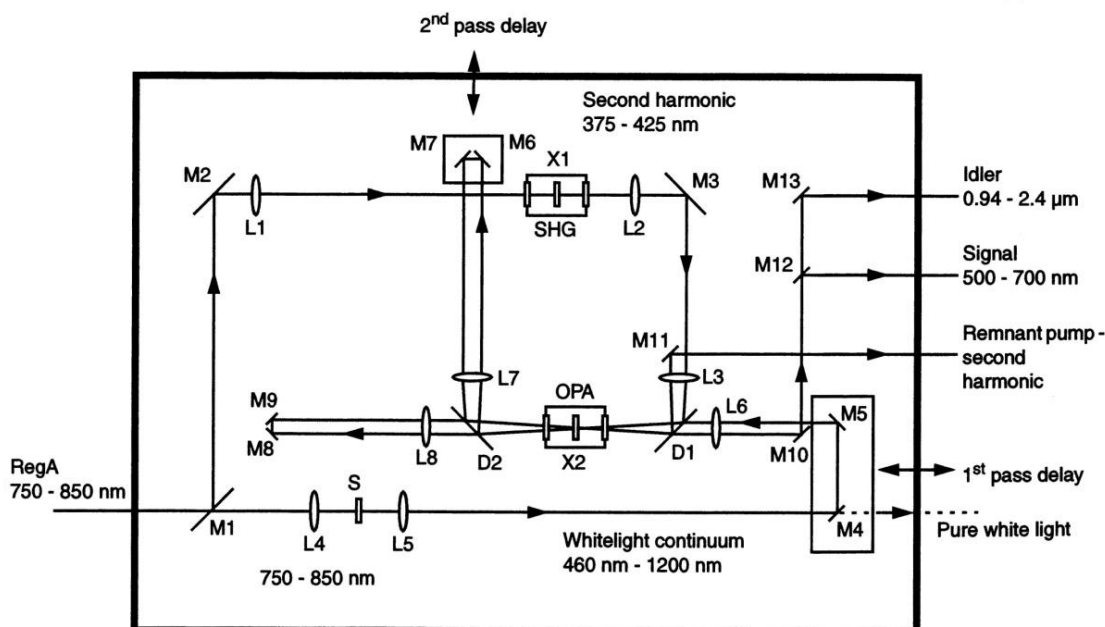 2nd pass delay
Second harmonic
375 - 425 nm
M7 M6
X1
M2
M3
M13
Idler
0.94 - 2.4 µm
L1
SHG
L2
M12
Signal
500 - 700 nm
M11
Remnant pump -
second
harmonic
L7
OPA
L3
L6
M9
M5
M8
L8
D2
X2
D1
M10
RegA
750 - 850 nm
1st pass delay
S
M1
L4
L5
M4
Pure white light
750 - 850 nm
Whitelight continuum
460 nm - 1200 nm